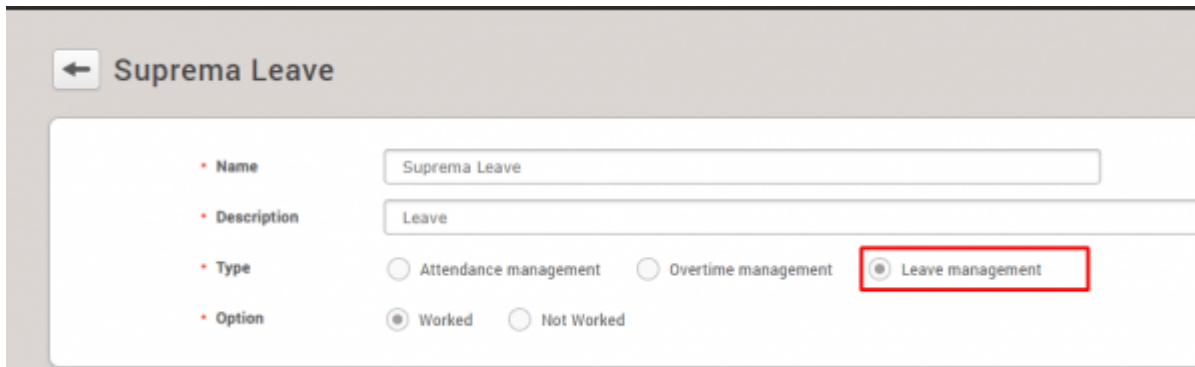 Suprema Leave
Name Suprema Leave
Description Leave
Type Attendance management Overtime management Leave management
Option Worked Not Worked